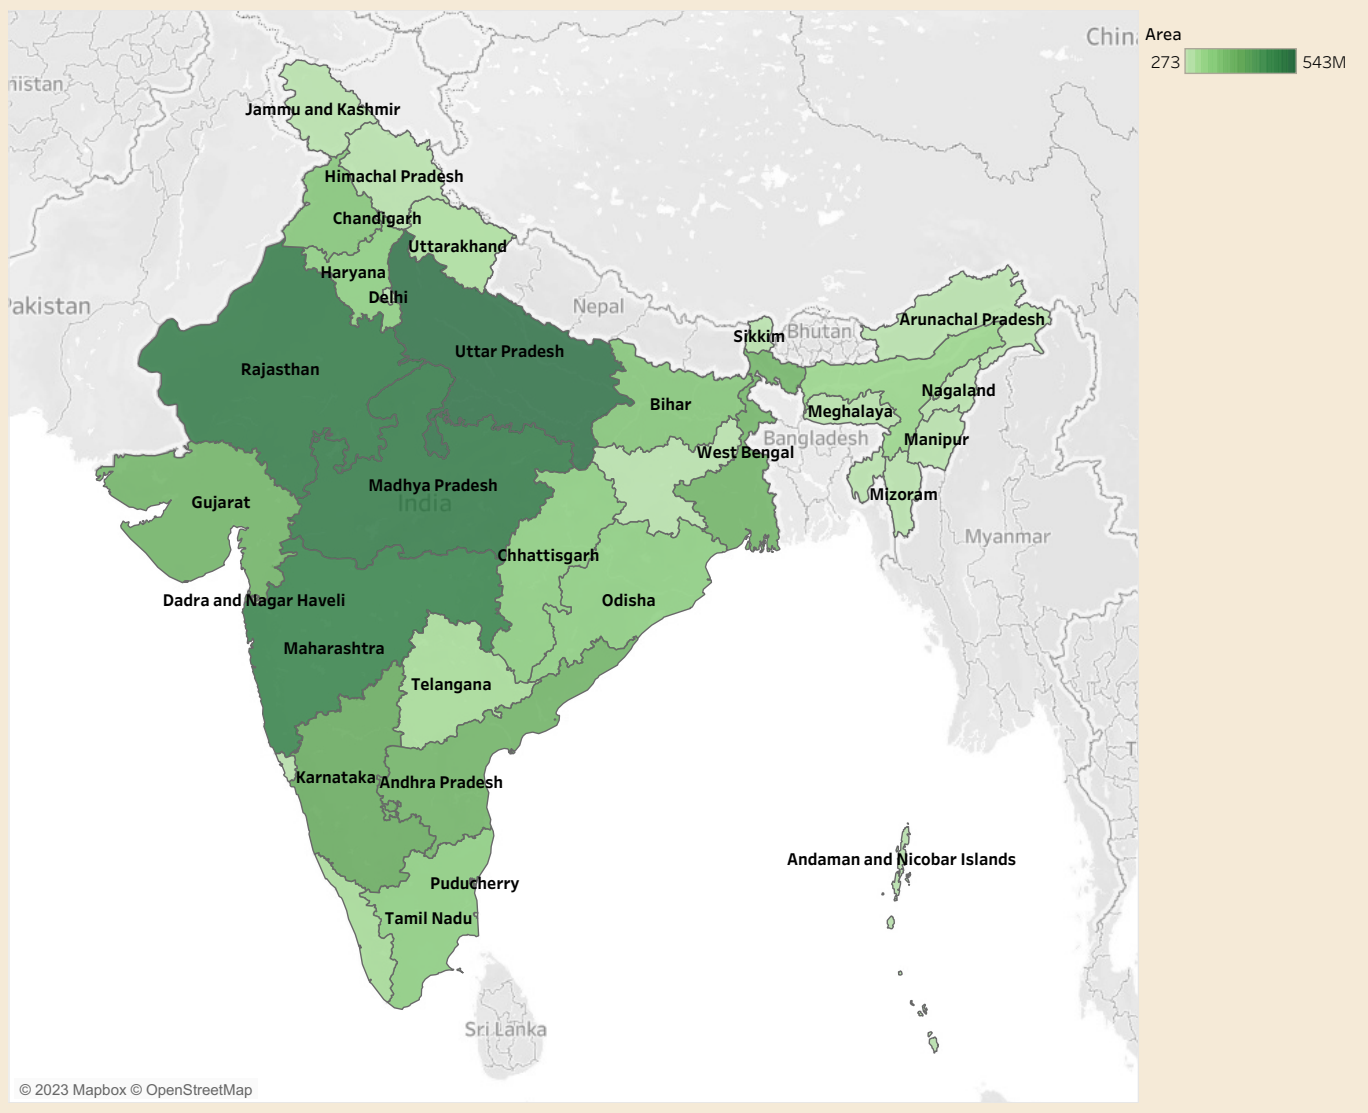 Area
273
543M
China
nistan
Jammu and Kashmir
Himachal Pradesh
Chandigarh
Uttarakhand
Haryana
Delhi
Pakistan
Nepal
Arunachal Pradesh
Sikkim
Bhutan
Uttar Pradesh
Rajasthan
Nagaland
Bihar
Meghalaya
Bangladesh
Manipur
West Bengal
Madhya Pradesh
Mizoram
Gujarat
India
Myanmar
Chhattisgarh
Dadra and Nagar Haveli
Odisha
Maharashtra
Telangana
T
Karnataka
Andhra Pradesh
Andaman and Nicobar Islands
Puducherry
Tamil Nadu
Sri Lanka
© 2023 Mapbox © OpenStreetMap